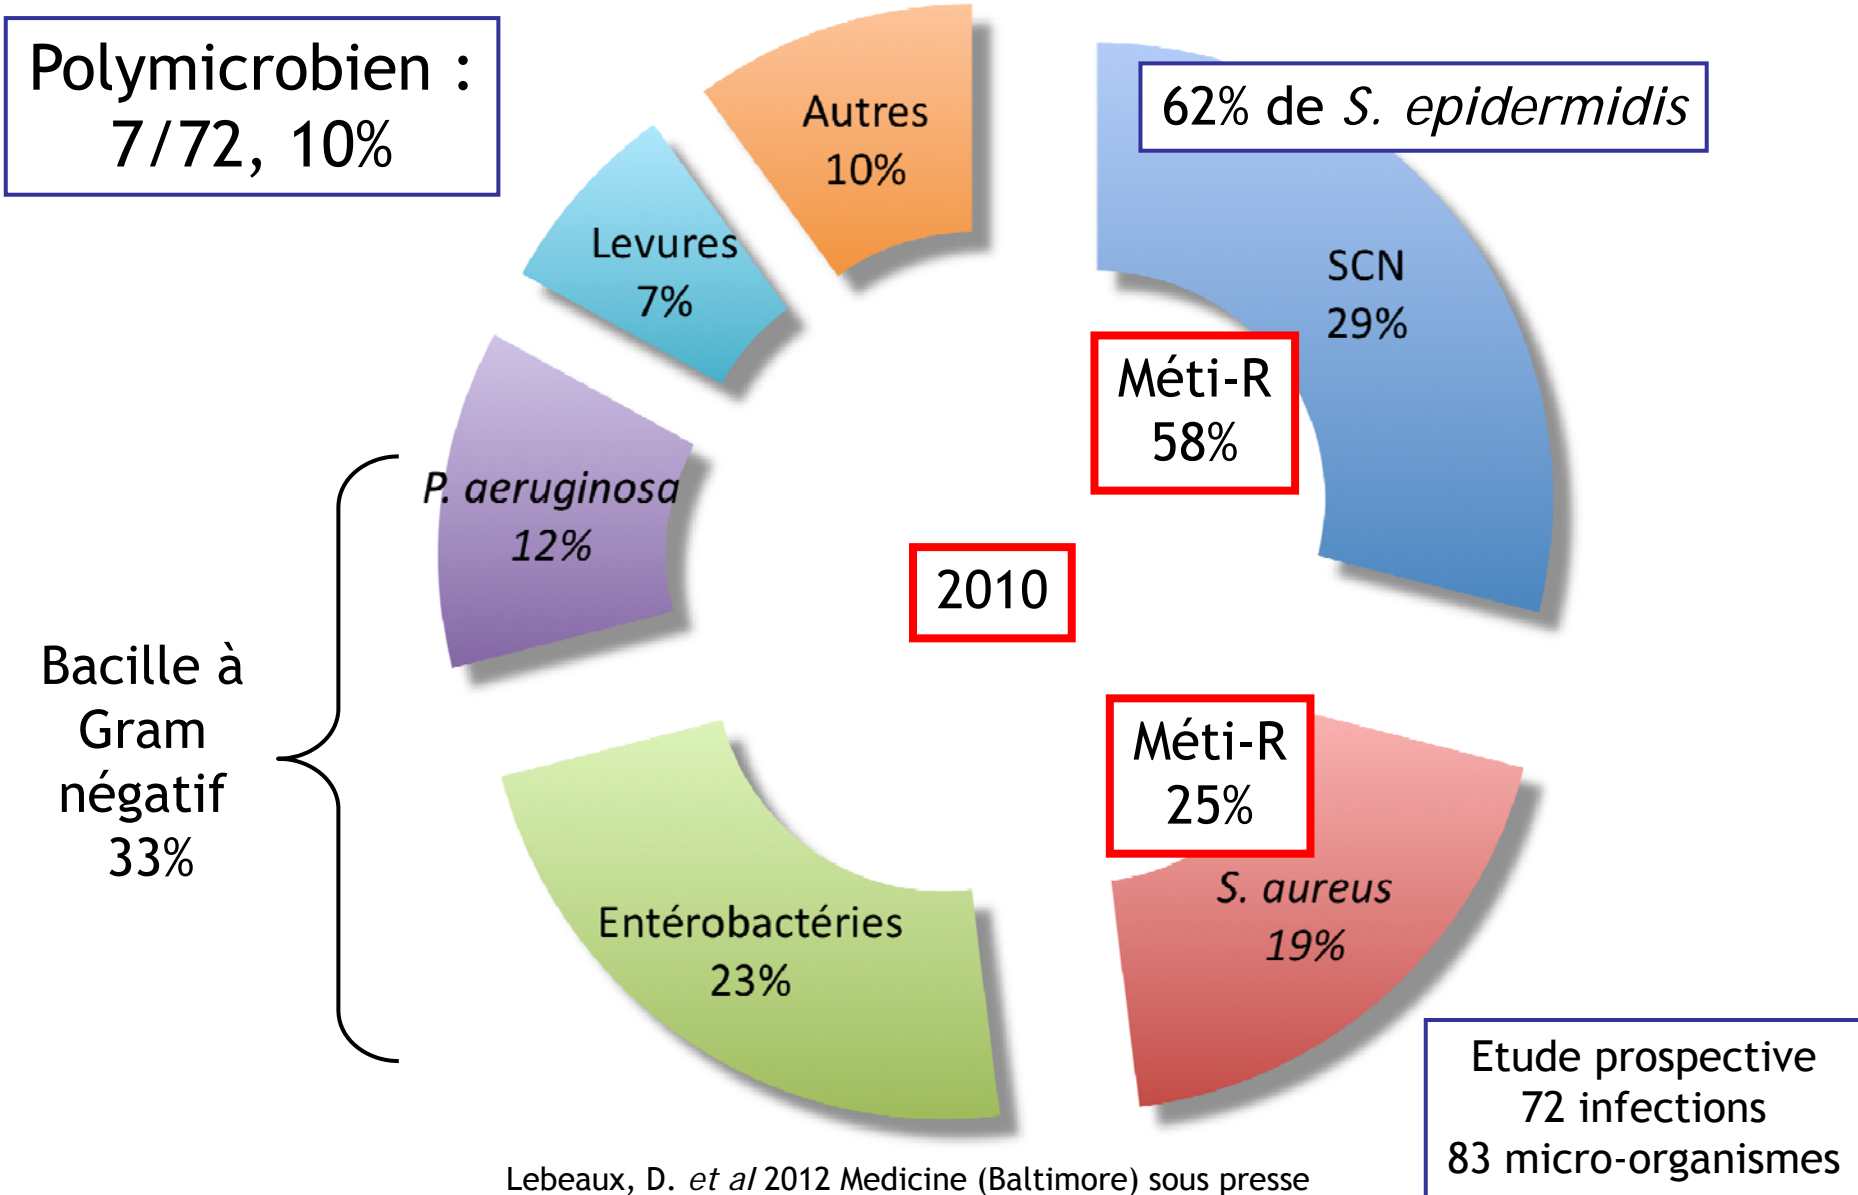 Polymicrobien :
7/72, 10%
Autres
10%
62% de S. epidermidis
Levures
7%
SCN
29%
Méti-R
58%
P. aeruginosa
12%
2010
Bacille à
Gram
négatif
33%
Méti-R
25%
S. aureus
19%
Entérobactéries
23%
Etude prospective
72 infections
83 micro-organismes
Lebeaux, D. et al 2012 Medicine (Baltimore) sous presse